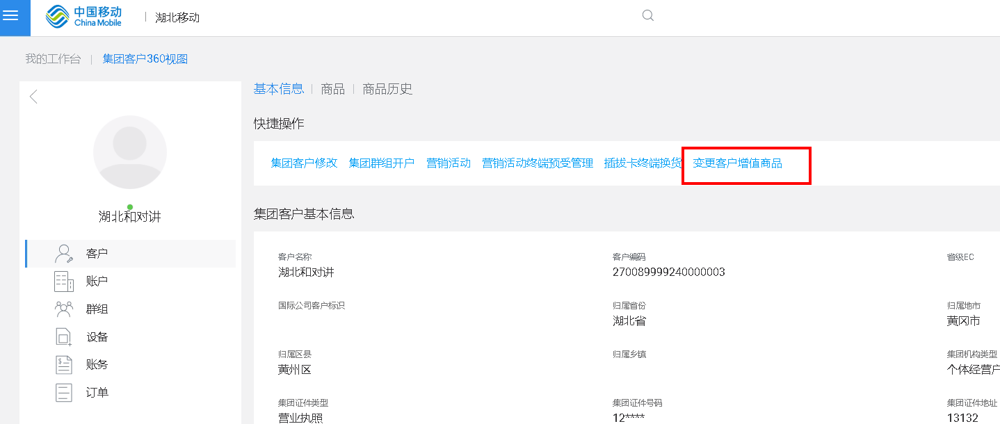 中国移动
China Mobile
湖北移动
我的工作台 | 集团客户360视图
基本信息 | 商品 | 商品历史
快捷操作
集团客户修改 集团群组开户 营销活动 营销活动终端预受管理 插拔卡终端换货 变更客户增值商品
湖北和对讲
客户
账户
群组
设备
账务
订单
集团客户基本信息
客户名称 客户编码 省级EC
湖北和对讲 270089999240000003
国际公司客户标识 归属省份 归属地市
湖北省 黄冈市
归属区县 归属乡镇 集团机构类型
黄州区 个体经营户
集团证件类型 集团证件号码 集团证件地址
营业执照 12**** 13132